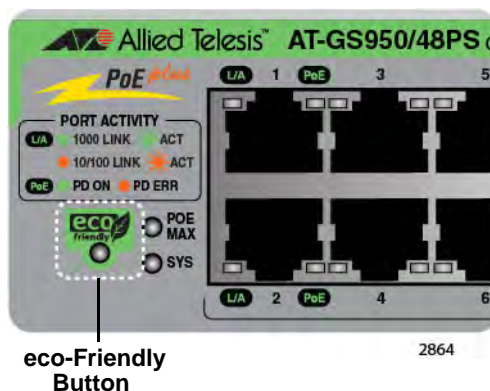 Allied Telesis™ AT-GS950/48PS
PoE plus
L/A 1 PoE 3 5
PORT ACTIVITY
L/A 1000 LINK ACT
10/100 LINK ACT
PoE PD ON PD ERR
eco
friendly
POE
MAX
SYS
L/A 2 PoE 4 6
2864
eco-Friendly
Button